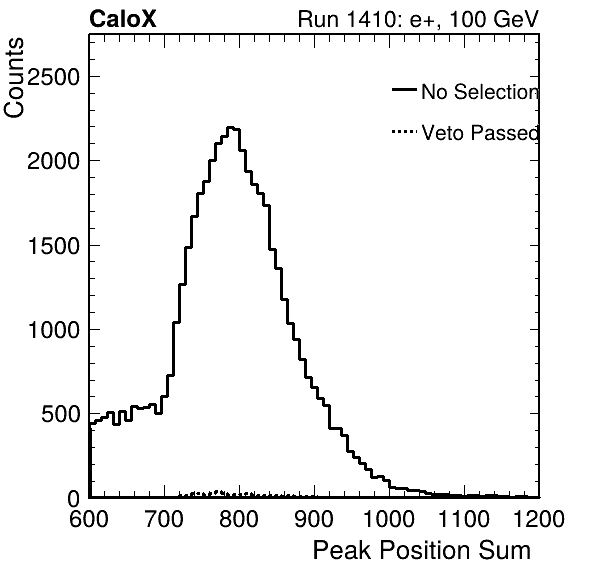 CaloX Run 1410: e+, 100 GeV
Counts
2500
2000
1500
1000
500
0
No Selection
Veto Passed
600 700 800 900 1000 1100 1200
Peak Position Sum